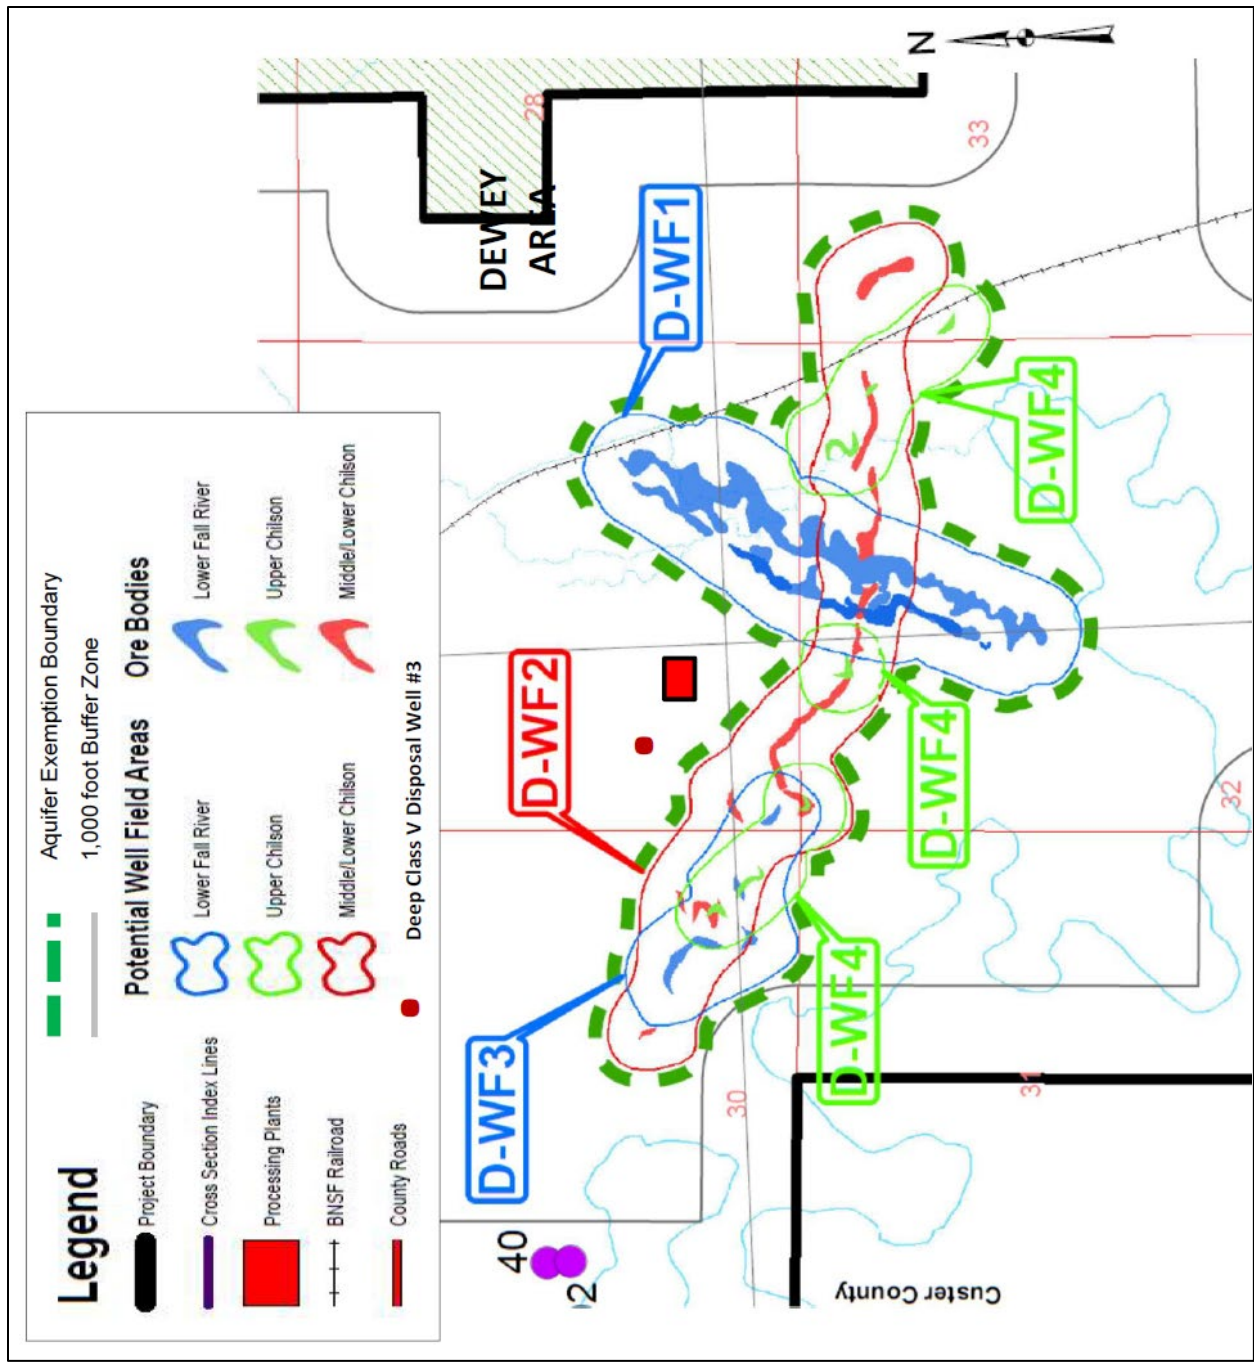 Legend
Project Boundary
Cross Section Index Lines
Processing Plants
BNSF Railroad
County Roads
Aquifer Exemption Boundary
1,000 foot Buffer Zone
Potential Well Field Areas
Lower Fall River
Upper Chilson
Middle/Lower Chilson
Ore Bodies
Lower Fall River
Upper Chilson
Middle/Lower Chilson
Deep Class V Disposal Well #3
40
2
Custer County
D-WF3
D-WF2
D-WF1
D-WF4
D-WF4
D-WF4
DEWEY
AREA
28
30
31
32
33
N